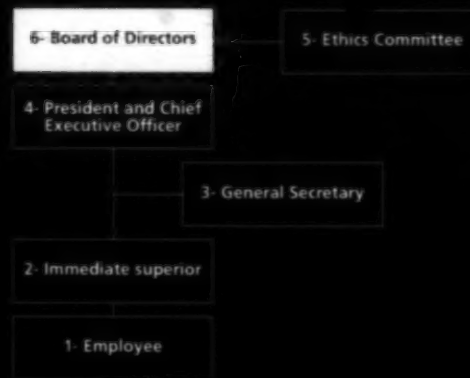 6- Board of Directors
5- Ethics Committee
4- President and Chief
Executive Officer
3- General Secretary
2- Immediate superior
1- Employee